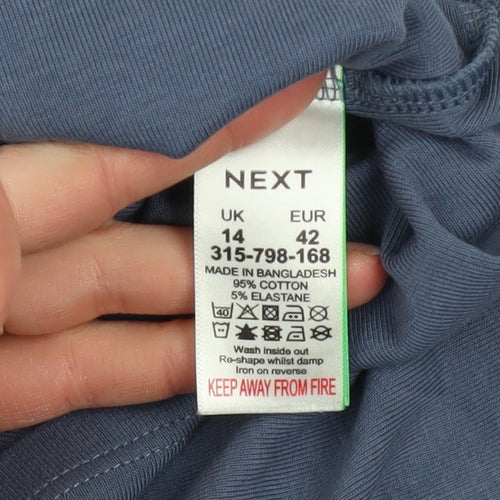 NEXT
UK EUR
14 42
315-798-168
MADE IN BANGLADESH
95% COTTON
5% ELASTANE
40
Wash inside out
Re-shape whilst damp
Iron on reverse
KEEP AWAY FROM FIRE